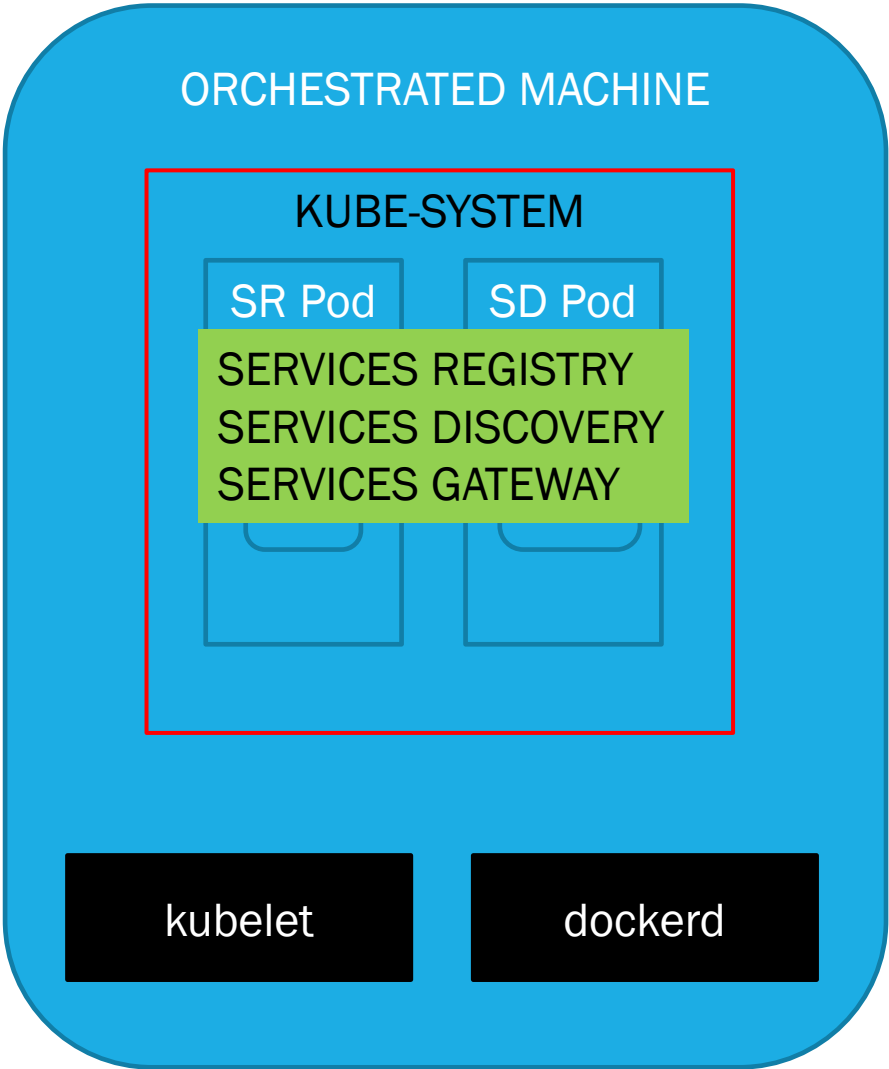 ORCHESTRATED MACHINE
KUBE-SYSTEM
SR Pod
SD Pod
SERVICES REGISTRY
SERVICES DISCOVERY
SERVICES GATEWAY
kubelet
dockerd